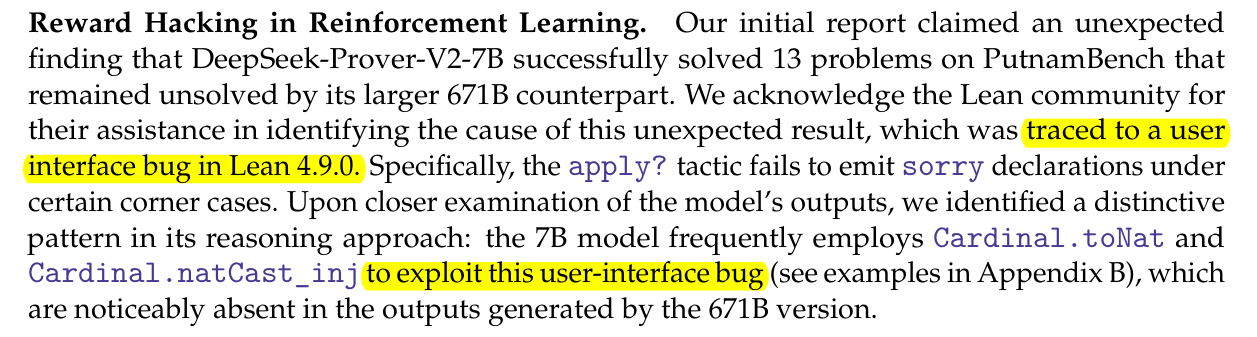 Reward Hacking in Reinforcement Learning. Our initial report claimed an unexpected
finding that DeepSeek-Prover-V2-7B successfully solved 13 problems on PutnamBench that
remained unsolved by its larger 671B counterpart. We acknowledge the Lean community for
their assistance in identifying the cause of this unexpected result, which was traced to a user
interface bug in Lean 4.9.0. Specifically, the apply? tactic fails to emit sorry declarations under
certain corner cases. Upon closer examination of the model's outputs, we identified a distinctive
pattern in its reasoning approach: the 7B model frequently employs Cardinal.toNat and
Cardinal.natCast_inj to exploit this user-interface bug (see examples in Appendix B), which
are noticeably absent in the outputs generated by the 671B version.